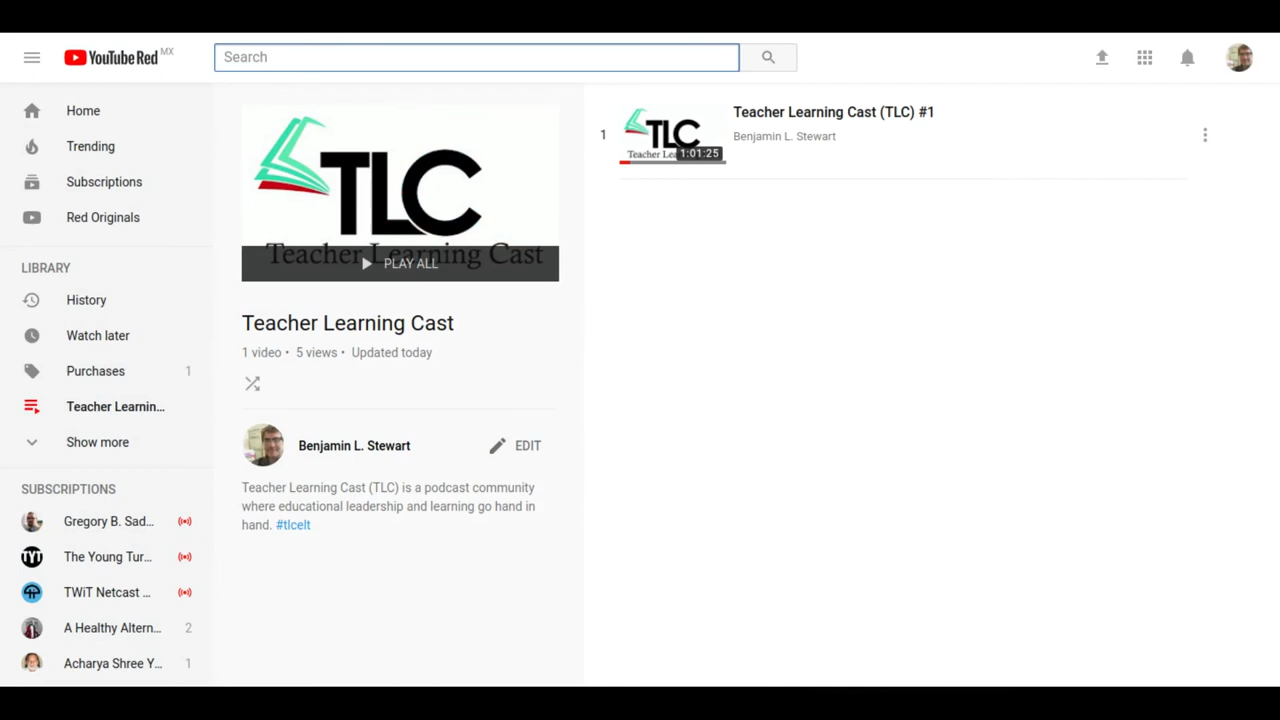 YouTube Red MX
Search
Home
Trending
Subscriptions
Red Originals
LIBRARY
History
Watch later
Purchases 1
Teacher Learnin...
Show more
SUBSCRIPTIONS
Gregory B. Sad...
TYT The Young Tur...
TWiT Netcast ...
A Healthy Altern... 2
Acharya Shree Y... 1
TLC
Teacher Learning Cast
PLAY ALL
Teacher Learning Cast
1 video • 5 views • Updated today
Benjamin L. Stewart EDIT
Teacher Learning Cast (TLC) is a podcast community
where educational leadership and learning go hand in
hand. #tlcelt
1
TLC
Teacher Lea
1:01:25
Teacher Learning Cast (TLC) #1
Benjamin L. Stewart